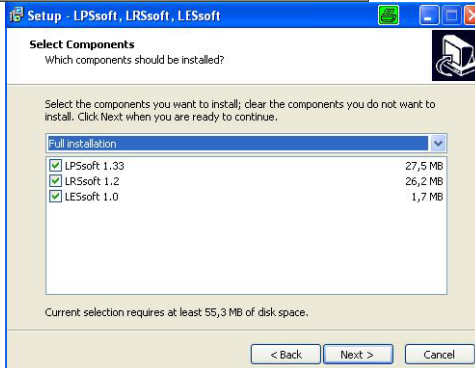 Setup - LPSsoft, LRSsoft, LESsoft
Select Components
Which components should be installed?
Select the components you want to install; clear the components you do not want to
install. Click Next when you are ready to continue.
Full installation
LPSsoft 1.33 27,5 MB
LRSsoft 1.2 26,2 MB
LESsoft 1.0 1,7 MB
Current selection requires at least 55,3 MB of disk space.
< Back Next > Cancel